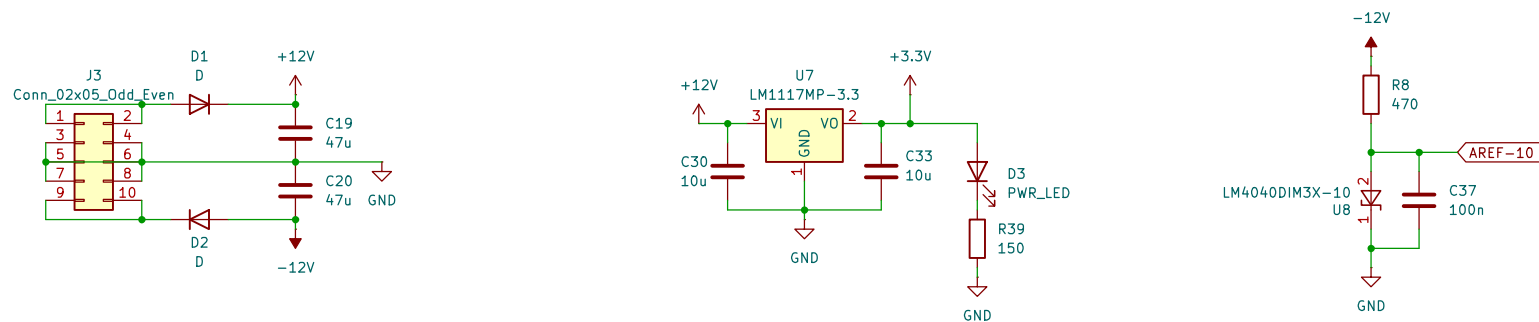 J3
Conn_02x05_Odd_Even
1
2
3
4
5
6
7
8
9
10
D1
D
+12V
C19
47u
C20
47u
GND
D2
D
-12V
+12V
U7
LM1117MP-3.3
3
VI
VO
2
GND
1
+3.3V
C30
10u
C33
10u
GND
D3
PWR_LED
R39
150
GND
-12V
R8
470
AREF-10
2
LM4040DIM3X-10
U8
1
C37
100n
GND